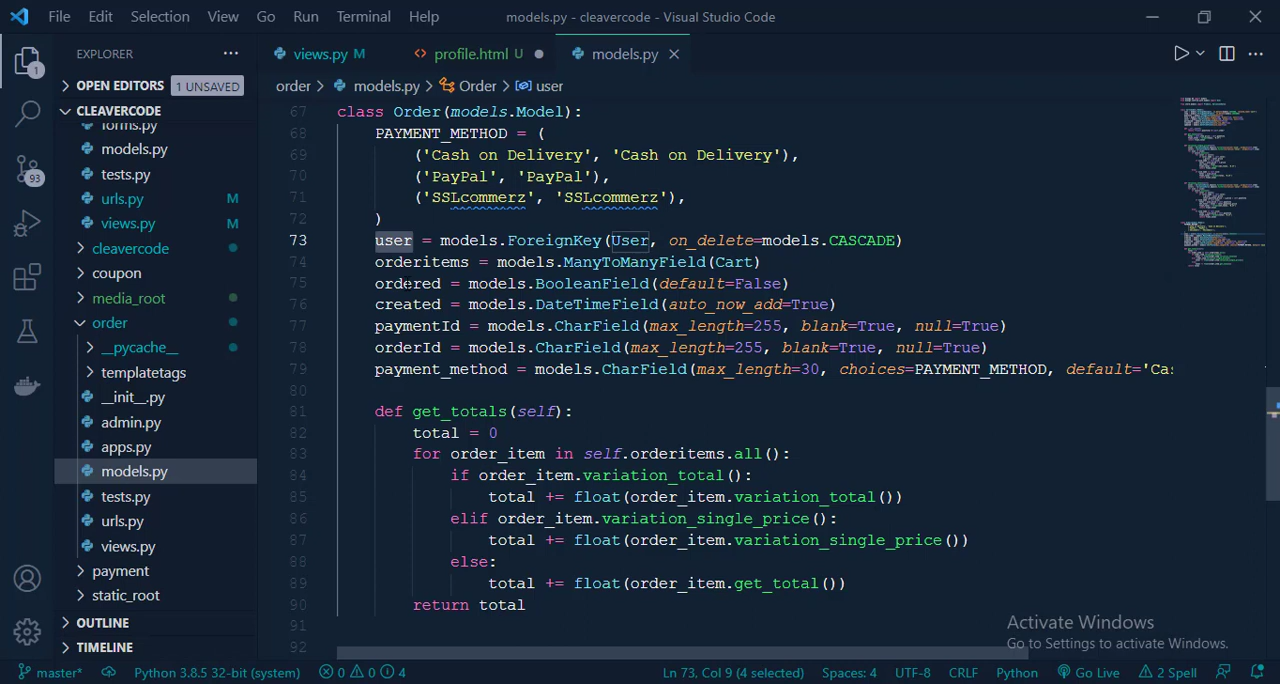 File Edit Selection View Go Run Terminal Help models.py - cleavercode - Visual Studio Code
EXPLORER
views.py M profile.html U models.py
OPEN EDITORS 1 UNSAVED
order models.py Order user
CLEAVERCODE
forms.py
models.py
tests.py
urls.py M
views.py M
cleavercode
coupon
media_root
order
__pycache__
templatetags
__init__.py
admin.py
apps.py
models.py
tests.py
urls.py
views.py
payment
static_root
OUTLINE
TIMELINE
1
93
67 class Order(models.Model):
68 PAYMENT_METHOD = (
69 ('Cash on Delivery', 'Cash on Delivery'),
70 ('PayPal', 'PayPal'),
71 ('SSLcommerz', 'SSLcommerz'),
72 )
73 user = models.ForeignKey(User, on_delete=models.CASCADE)
74 orderitems = models.ManyToManyField(Cart)
75 ordered = models.BooleanField(default=False)
76 created = models.DateTimeField(auto_now_add=True)
77 paymentId = models.CharField(max_length=255, blank=True, null=True)
78 orderId = models.CharField(max_length=255, blank=True, null=True)
79 payment_method = models.CharField(max_length=30, choices=PAYMENT_METHOD, default='Cas
80
81 def get_totals(self):
82 total = 0
83 for order_item in self.orderitems.all():
84 if order_item.variation_total():
85 total += float(order_item.variation_total())
86 elif order_item.variation_single_price():
87 total += float(order_item.variation_single_price())
88 else:
89 total += float(order_item.get_total())
90 return total
91
92
Activate Windows
Go to Settings to activate Windows.
master* Python 3.8.5 32-bit (system) 0 0 4 Ln 73, Col 9 (4 selected) Spaces: 4 UTF-8 CRLF Python Go Live 2 Spell